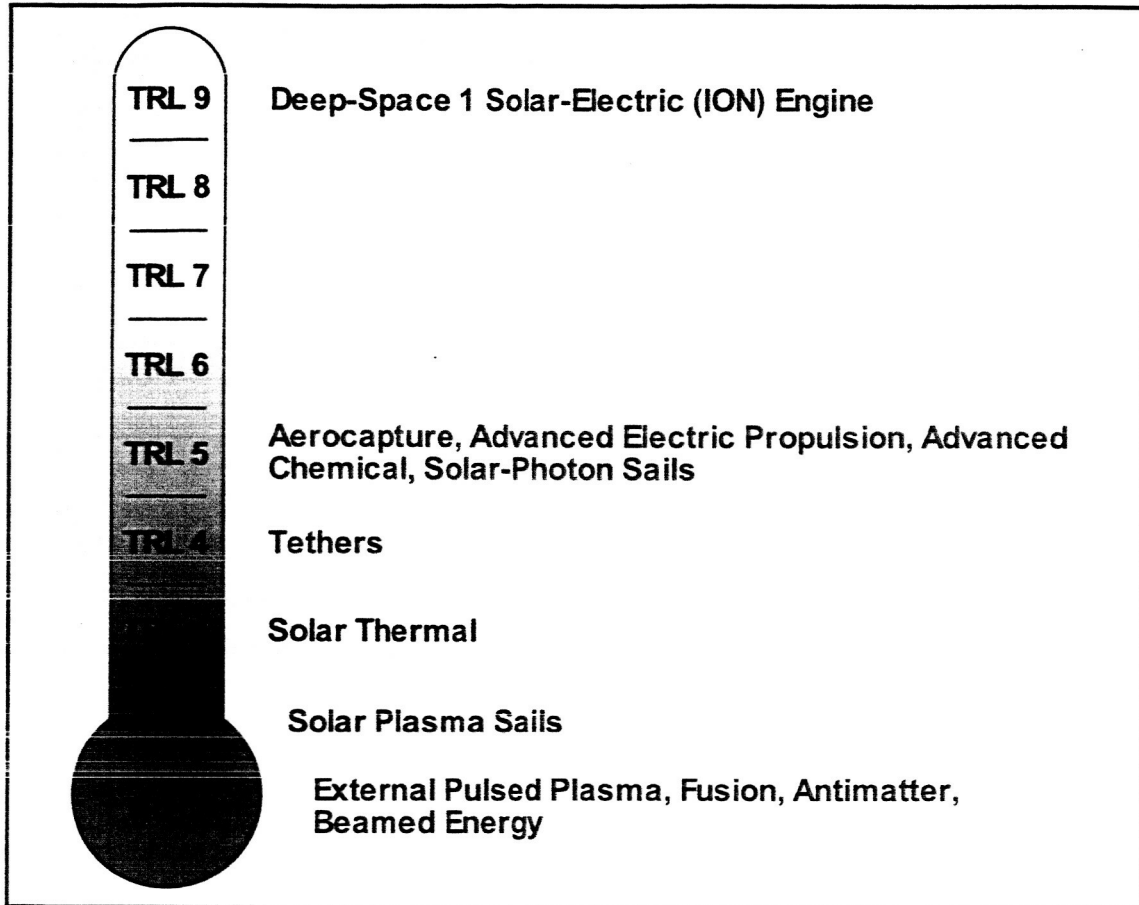 TRL 9 Deep-Space 1 Solar-Electric (ION) Engine
TRL 8
TRL 7
TRL 6
TRL 5 Aerocapture, Advanced Electric Propulsion, Advanced
Chemical, Solar-Photon Sails
TRL 4 Tethers
Solar Thermal
Solar Plasma Sails
External Pulsed Plasma, Fusion, Antimatter,
Beamed Energy